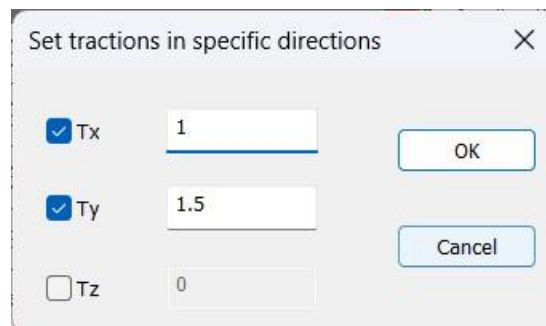 Set tractions in specific directions
Tx 1
OK
Ty 1.5
Cancel
Tz 0